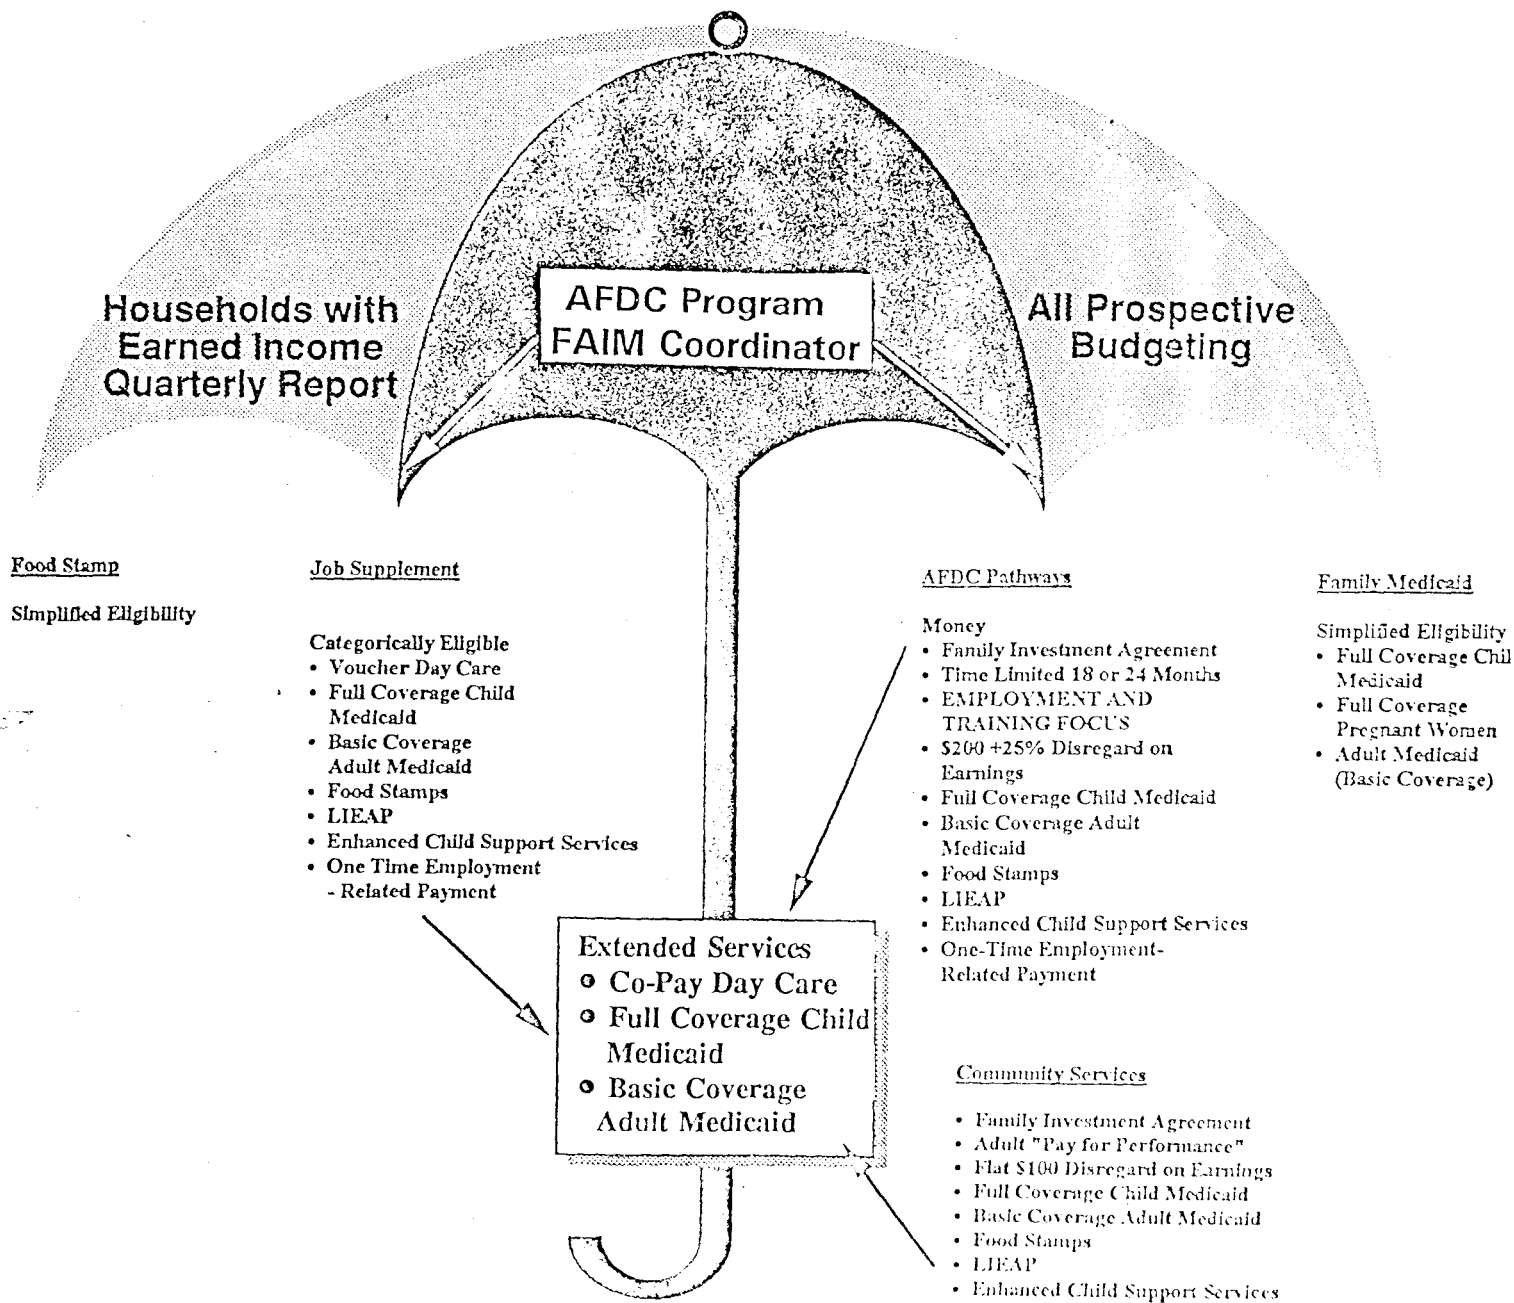 Households with
Earned Income
Quarterly Report
AFDC Program
FAIM Coordinator
All Prospective
Budgeting
Food Stamp
Simplified Eligibility
Job Supplement
Categorically Eligible
• Voucher Day Care
• Full Coverage Child
Medicaid
• Basic Coverage
Adult Medicaid
• Food Stamps
• LIEAP
• Enhanced Child Support Services
• One Time Employment
- Related Payment
AFDC Pathways
Money
• Family Investment Agreement
• Time Limited 18 or 24 Months
• EMPLOYMENT AND
TRAINING FOCUS
• $200 +25% Disregard on
Earnings
• Full Coverage Child Medicaid
• Basic Coverage Adult
Medicaid
• Food Stamps
• LIEAP
• Enhanced Child Support Services
• One-Time Employment-
Related Payment
Family Medicaid
Simplified Eligibility
• Full Coverage Chil
Medicaid
• Full Coverage
Pregnant Women
• Adult Medicaid
(Basic Coverage)
Extended Services
• Co-Pay Day Care
• Full Coverage Child
Medicaid
• Basic Coverage
Adult Medicaid
Community Services
• Family Investment Agreement
• Adult "Pay for Performance"
• Flat $100 Disregard on Earnings
• Full Coverage Child Medicaid
• Basic Coverage Adult Medicaid
• Food Stamps
• LIEAP
• Enhanced Child Support Services